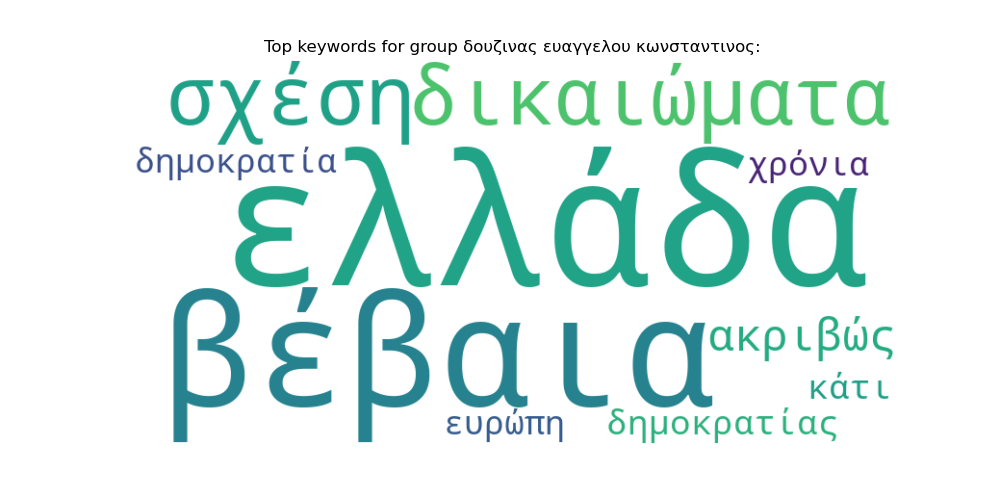 Top keywords for group δουζινας ευαγγελου κωνσταντινος:
σχέση δικαιώματα
δημοκρατία χρόνια
ελλάδα
βέβαια
ακριβώς
κάτι
ευρώπη δημοκρατίας